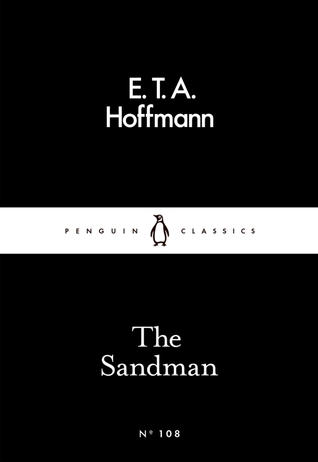 E. T. A.
Hoffmann
PENGUIN CLASSICS
The
Sandman
Nº 108